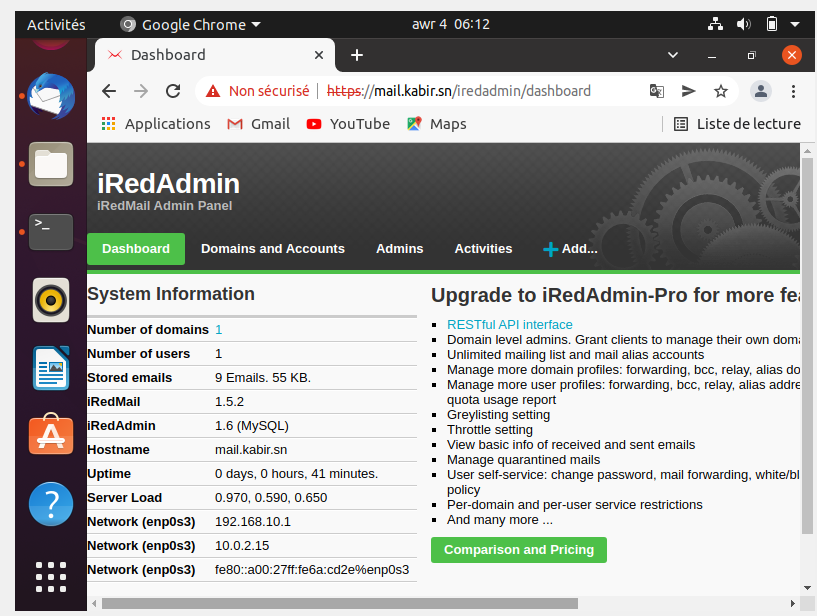 Activités
Google Chrome
awr 4 06:12
Dashboard
Non sécurisé | https://mail.kabir.sn/iredadmin/dashboard
Applications
Gmail
YouTube
Maps
Liste de lecture
iRedAdmin
iRedMail Admin Panel
Dashboard
Domains and Accounts
Admins
Activities
Add...
System Information
Number of domains 1
Number of users 1
Stored emails 9 Emails. 55 KB.
iRedMail 1.5.2
iRedAdmin 1.6 (MySQL)
Hostname mail.kabir.sn
Uptime 0 days, 0 hours, 41 minutes.
Server Load 0.970, 0.590, 0.650
Network (enp0s3) 192.168.10.1
Network (enp0s3) 10.0.2.15
Network (enp0s3) fe80::a00:27ff:fe6a:cd2e%enp0s3
Upgrade to iRedAdmin-Pro for more fea
RESTful API interface
Domain level admins. Grant clients to manage their own doma
Unlimited mailing list and mail alias accounts
Manage more domain profiles: forwarding, bcc, relay, alias do
Manage more user profiles: forwarding, bcc, relay, alias addre
quota usage report
Greylisting setting
Throttle setting
View basic info of received and sent emails
Manage quarantined mails
User self-service: change password, mail forwarding, white/bl
policy
Per-domain and per-user service restrictions
And many more ...
Comparison and Pricing